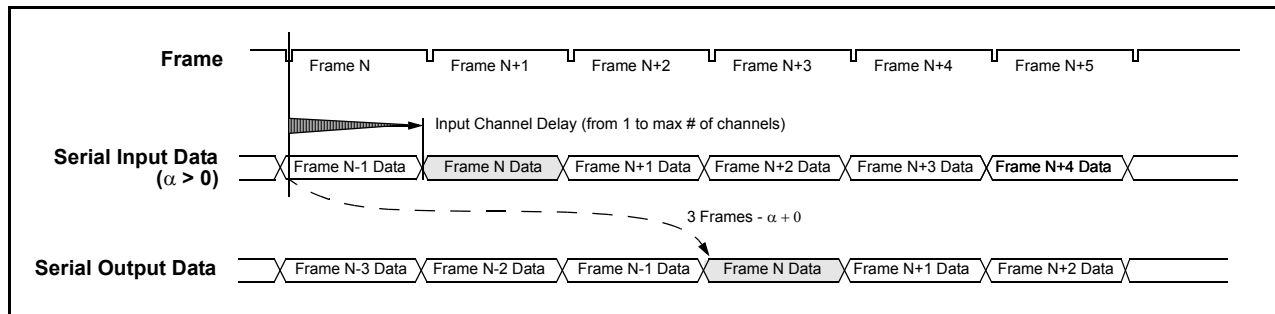 Frame
Frame N Frame N+1 Frame N+2 Frame N+3 Frame N+4 Frame N+5
Input Channel Delay (from 1 to max # of channels)
Serial Input Data
(α > 0)
Frame N-1 Data Frame N Data Frame N+1 Data Frame N+2 Data Frame N+3 Data Frame N+4 Data
3 Frames - α + 0
Serial Output Data
Frame N-3 Data Frame N-2 Data Frame N-1 Data Frame N Data Frame N+1 Data Frame N+2 Data